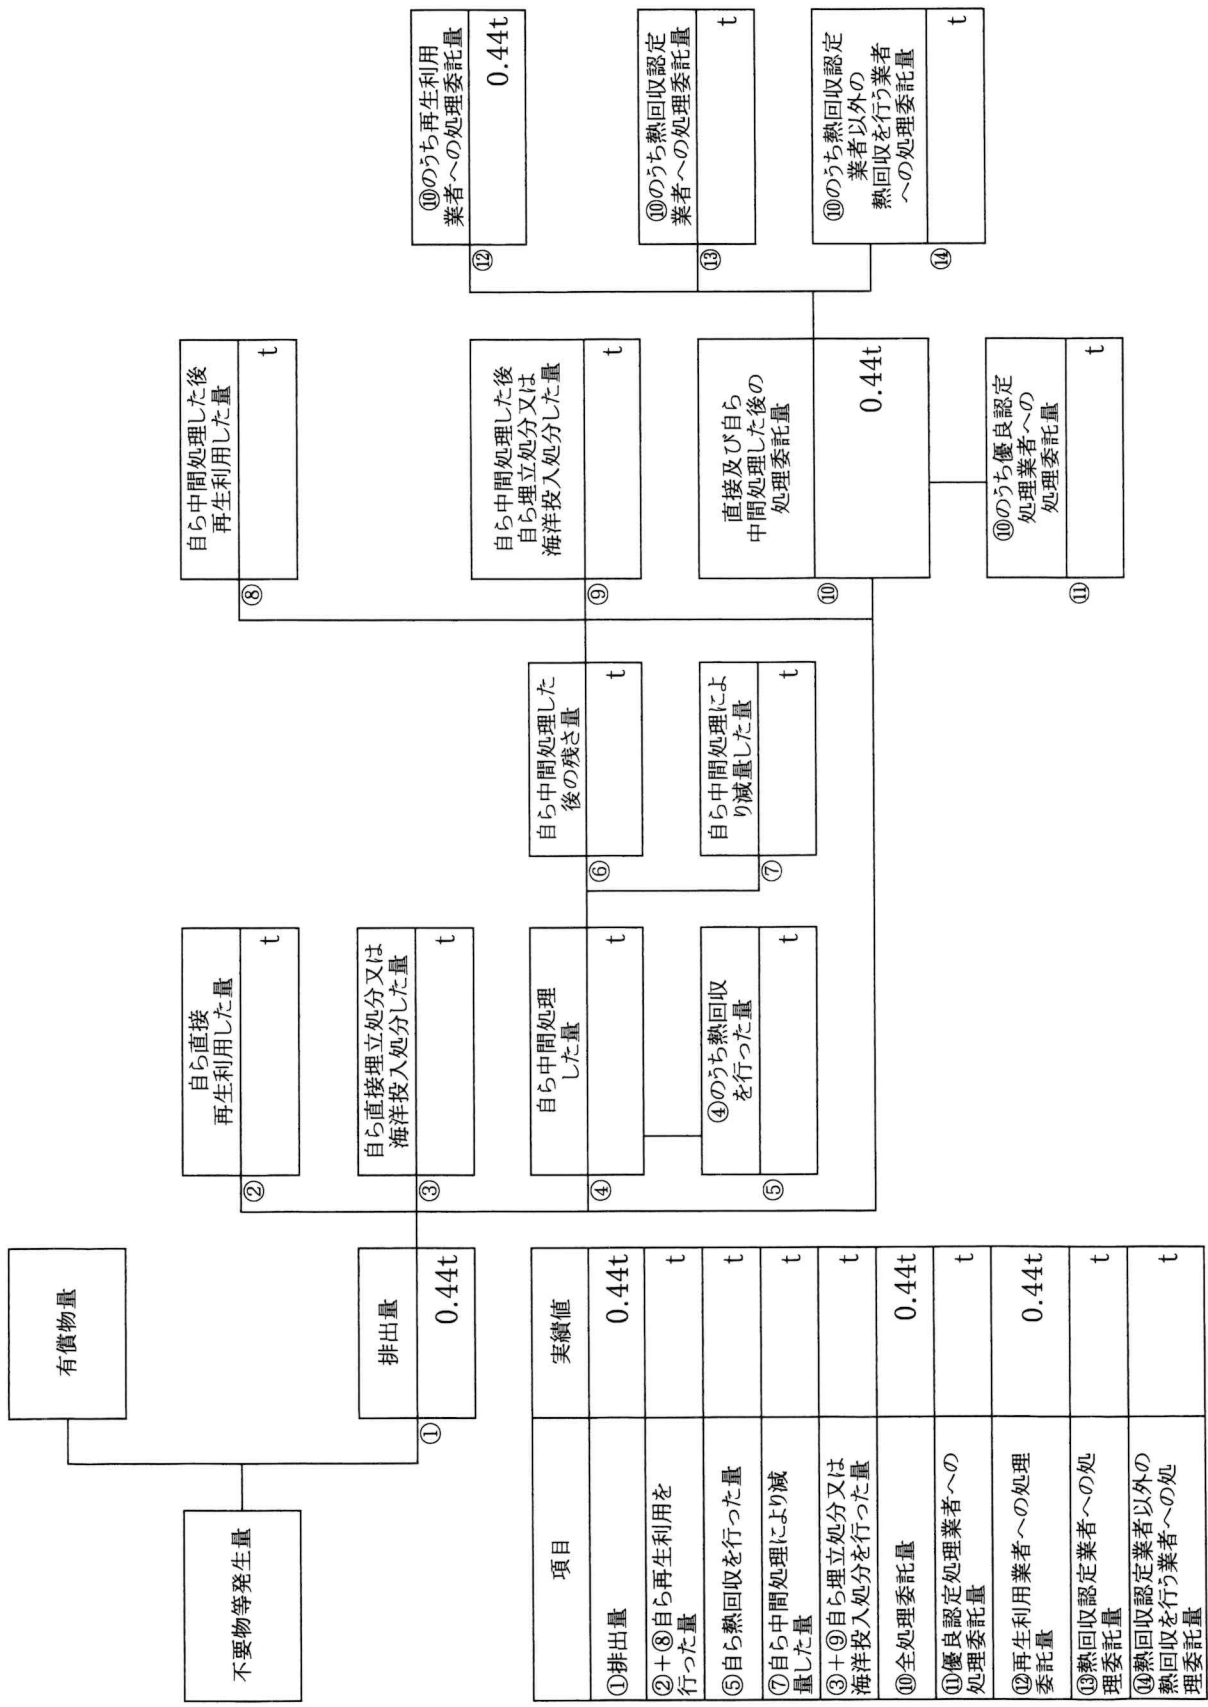 不要物等発生量
有償物量
排出量
①
0.44t
自ら直接
再生利用した量
②
t
自ら直接埋立処分又は
海洋投入処分した量
③
t
自ら中間処理
した量
④
t
④のうち熱回収
を行った量
⑤
t
自ら中間処理した
後の残さ量
⑥
t
自ら中間処理によ
り減量した量
⑦
t
自ら中間処理した後
再生利用した量
⑧
t
自ら中間処理した後
自ら埋立処分又は
海洋投入処分した量
⑨
t
直接及び自ら
中間処理した後の
処理委託量
⑩
0.44t
⑩のうち優良認定
処理業者への
処理委託量
⑪
t
⑩のうち再生利用
業者への処理委託量
⑫
0.44t
⑩のうち熱回収認定
業者への処理委託量
⑬
t
⑩のうち熱回収認定
業者以外の
熱回収を行う業者
への処理委託量
⑭
t
項目 実績値
①排出量 0.44t
②+⑧自ら再生利用を
行った量 t
⑤自ら熱回収を行った量 t
⑦自ら中間処理により減
量した量 t
③+⑨自ら埋立処分又は
海洋投入処分を行った量 t
⑩全処理委託量 0.44t
⑪優良認定処理業者への
処理委託量 t
⑫再生利用業者への処理
委託量 0.44t
⑬熱回収認定業者への処
理委託量 t
⑭熱回収認定業者以外の
熱回収を行う業者への処
理委託量 t